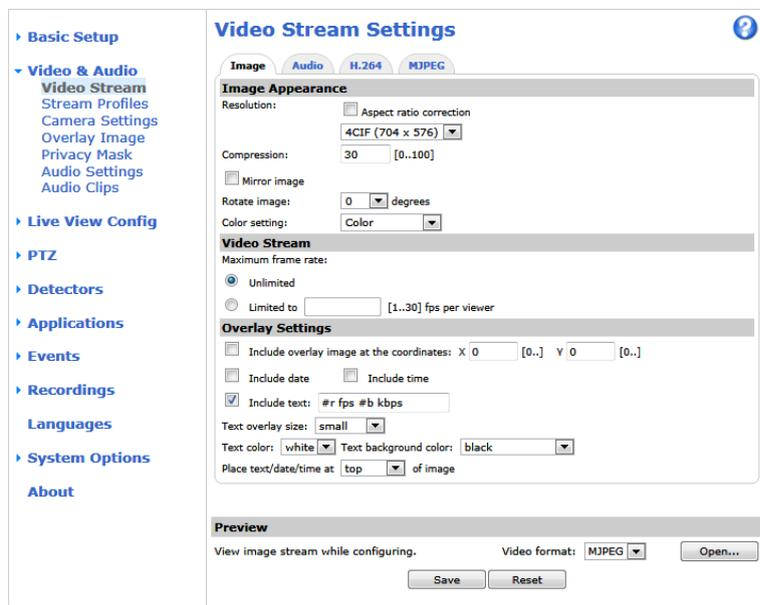 Basic Setup
Video & Audio
Video Stream
Stream Profiles
Camera Settings
Overlay Image
Privacy Mask
Audio Settings
Audio Clips
Live View Config
PTZ
Detectors
Applications
Events
Recordings
Languages
System Options
About
Video Stream Settings
?
Image Audio H.264 MJPEG
Image Appearance
Resolution: Aspect ratio correction
4CIF (704 x 576)
Compression: 30 [0..100]
Mirror image
Rotate image: 0 degrees
Color setting: Color
Video Stream
Maximum frame rate:
Unlimited
Limited to [1..30] fps per viewer
Overlay Settings
Include overlay image at the coordinates: X 0 [0..] Y 0 [0..]
Include date Include time
Include text: #r fps #b kbps
Text overlay size: small
Text color: white Text background color: black
Place text/date/time at top of image
Preview
View image stream while configuring. Video format: MJPEG Open...
Save Reset